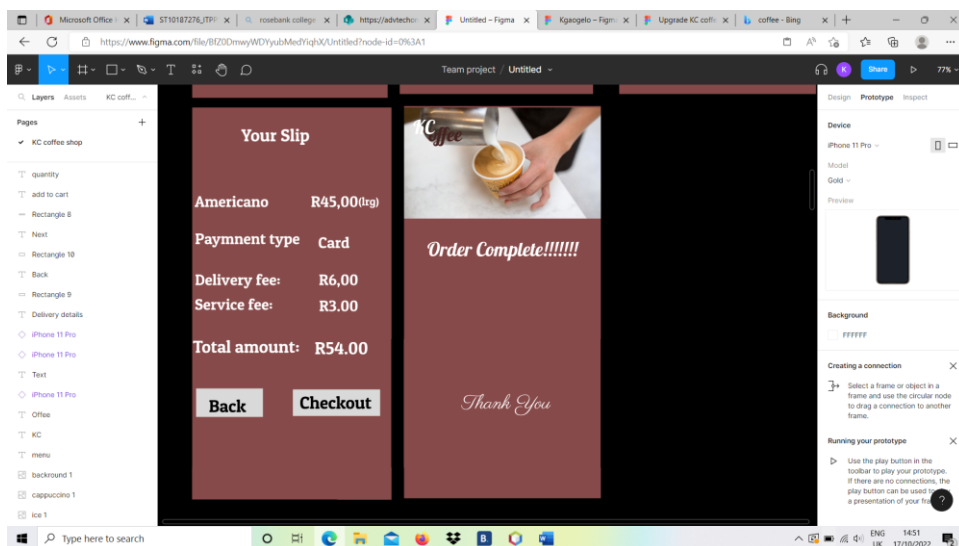 Microsoft Office
ST10187276_ITPP
rosebank college
https://advtechor
Untitled – Figma
Kgaogelo – Figm
Upgrade KC coffe
coffee - Bing
https://www.figma.com/file/BfZ0DmwyWDYyubMedYiqhX/Untitled?node-id=0%3A1
Team project / Untitled
K
Share
77%
Layers Assets KC coff...
Design Prototype Inspect
Pages
KC coffee shop
quantity
add to cart
Rectangle 8
Next
Rectangle 10
Back
Rectangle 9
Delivery details
iPhone 11 Pro
iPhone 11 Pro
Text
iPhone 11 Pro
Offee
KC
menu
backround 1
cappuccino 1
ice 1
Your Slip
Americano R45,00(lrg)
Paymnent type Card
Delivery fee: R6,00
Service fee: R3.00
Total amount: R54.00
Back Checkout
KC
offee
Order Complete!!!!!!!
Thank You
Device
iPhone 11 Pro
Model
Gold
Preview
Background
FFFFFF
Creating a connection
Select a frame or object in a
frame and use the circular node
to drag a connection to another
frame.
Running your prototype
Use the play button in the
toolbar to play your prototype.
If there are no connections, the
play button can be used to
a presentation of your
?
Type here to search
ENG
UK
14:51
17/10/2022
2